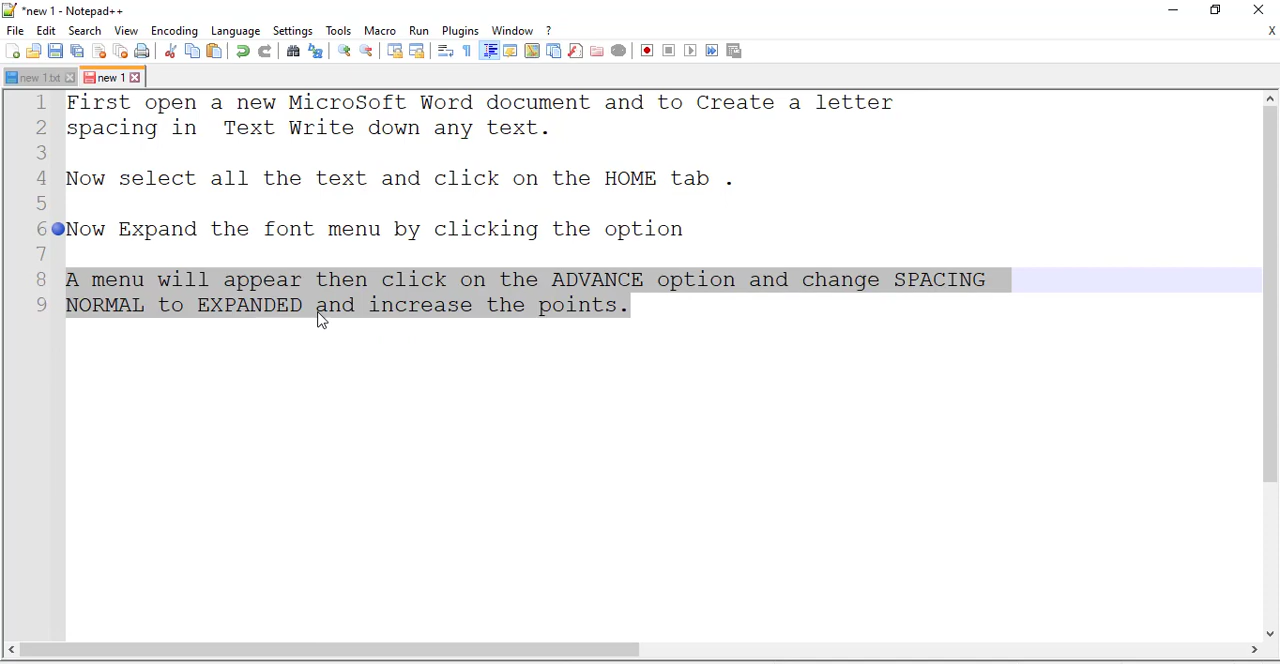 *new 1 - Notepad++
File Edit Search View Encoding Language Settings Tools Macro Run Plugins Window ? X
new 1.txt new 1
1 First open a new MicroSoft Word document and to Create a letter
2 spacing in  Text Write down any text.
3
4 Now select all the text and click on the HOME tab .
5
6 Now Expand the font menu by clicking the option
7
8 A menu will appear then click on the ADVANCE option and change SPACING
9 NORMAL to EXPANDED and increase the points.